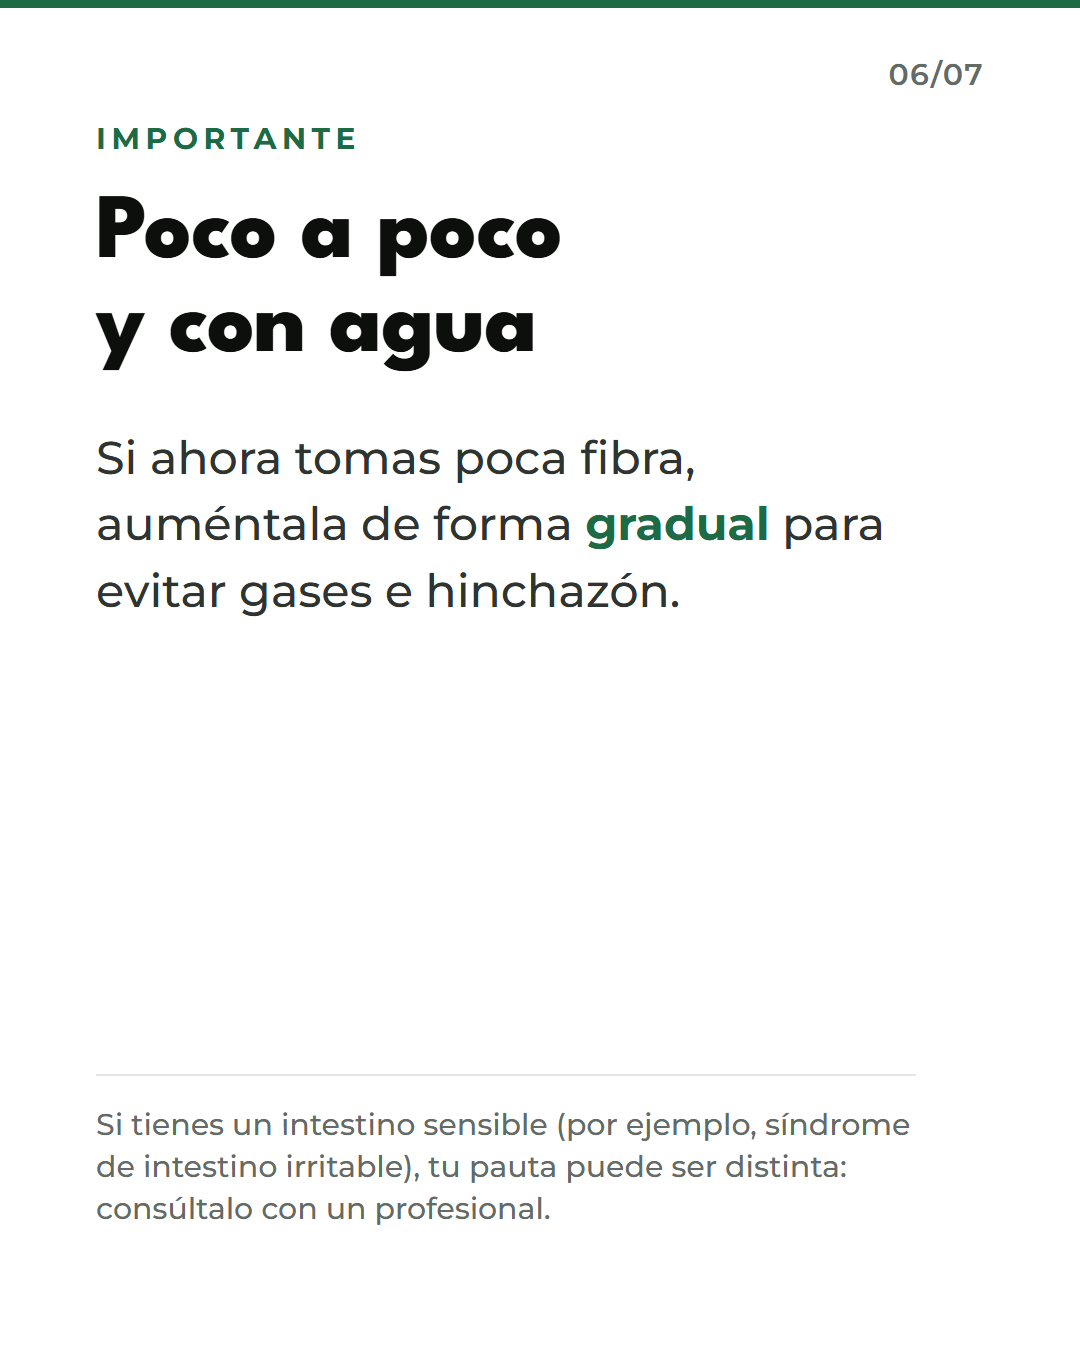 06/07
IMPORTANTE
Poco a poco
y con agua
Si ahora tomas poca fibra,
auméntala de forma gradual para
evitar gases e hinchazón.
Si tienes un intestino sensible (por ejemplo, síndrome
de intestino irritable), tu pauta puede ser distinta:
consúltalo con un profesional.